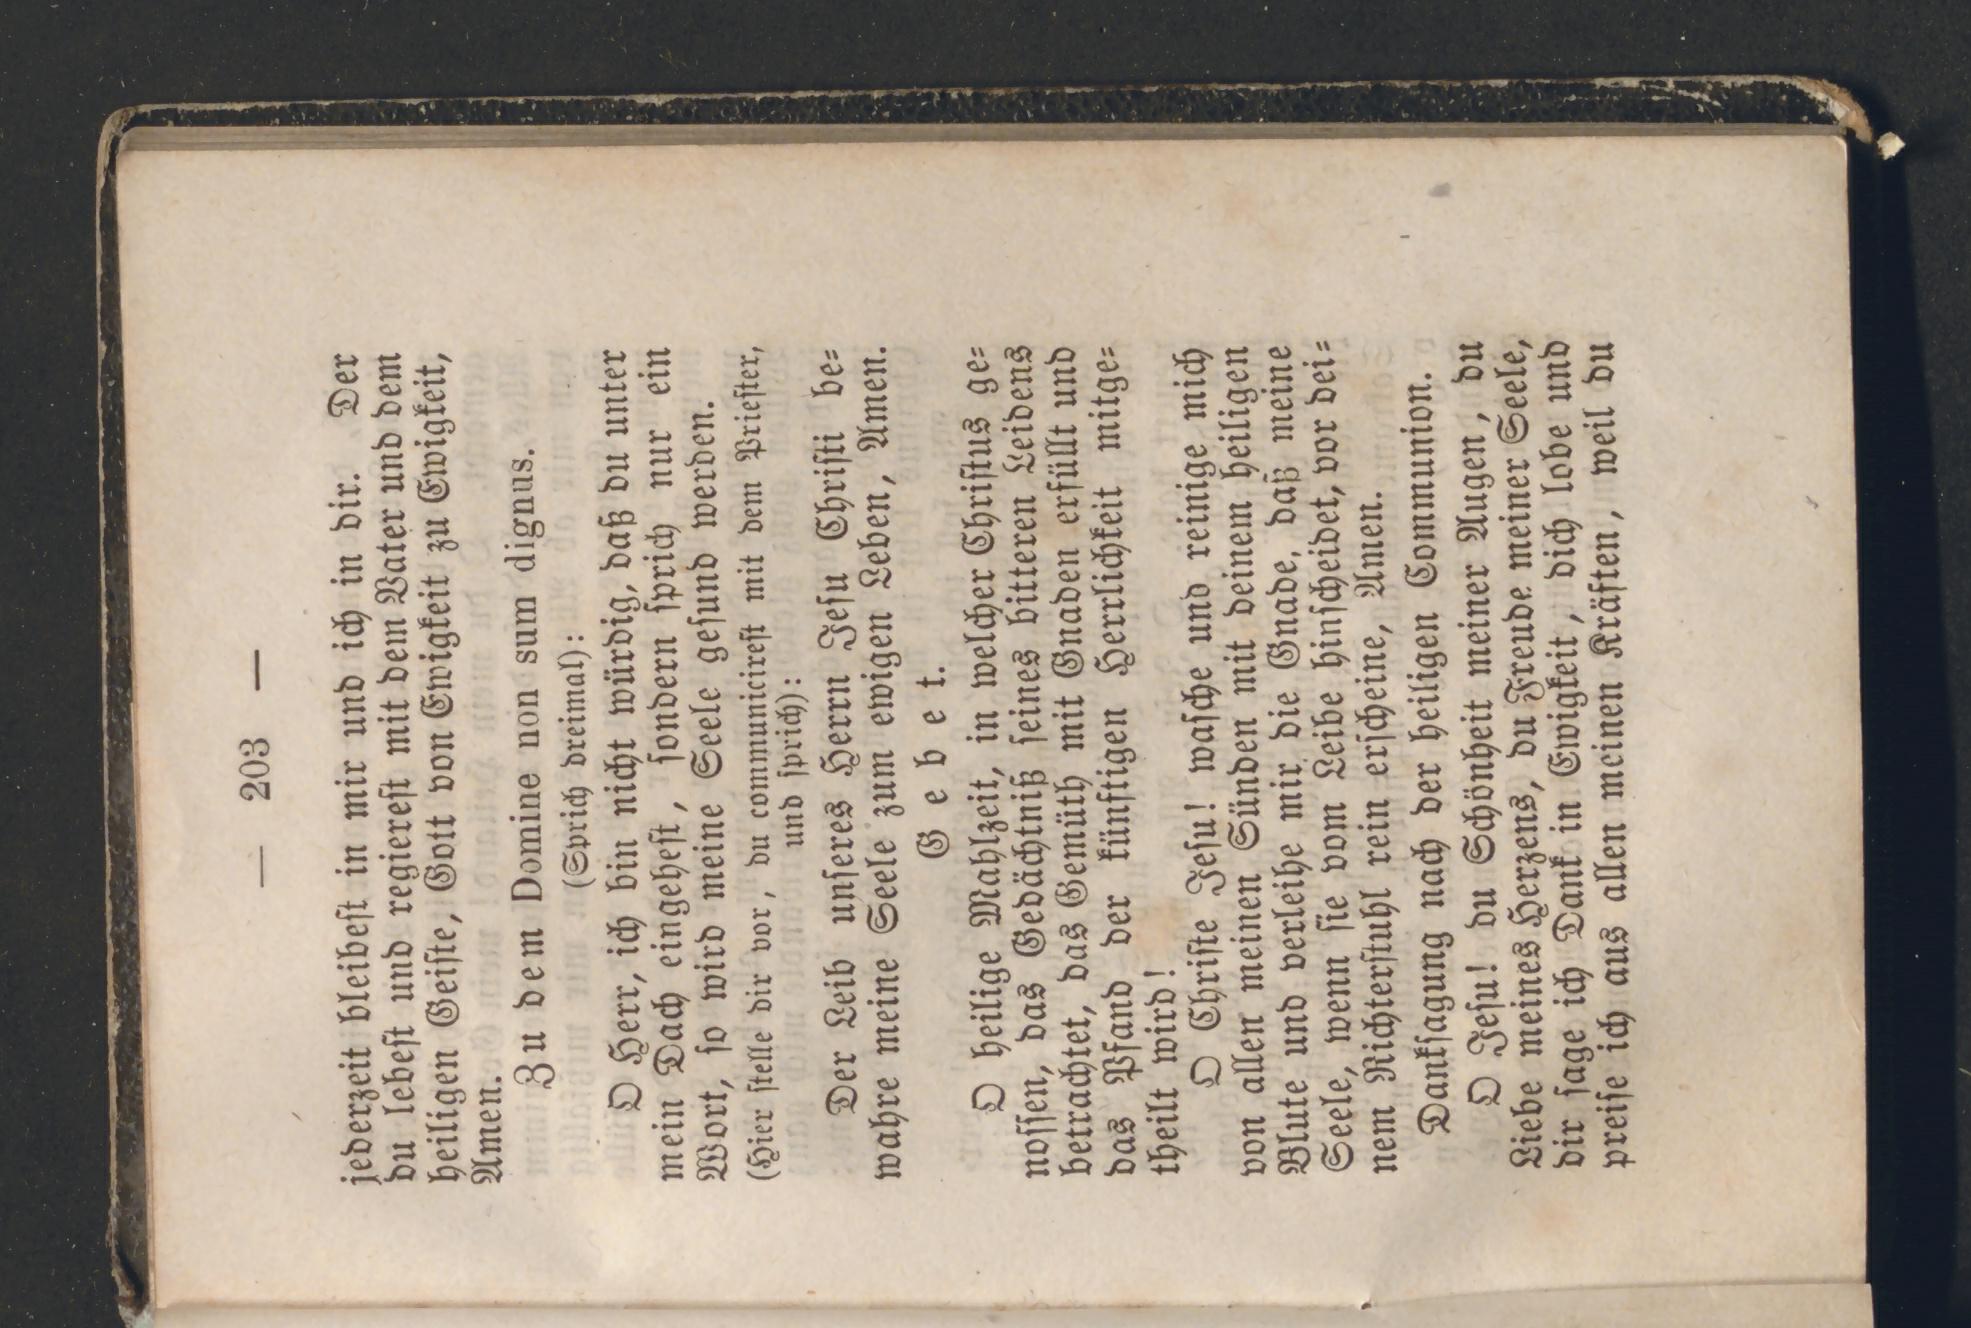 — 203 —
jederzeit bleibest in mir und ich in dir. Der
du lebest und regierest mit dem Vater und dem
heiligen Geiste, Gott von Ewigkeit zu Ewigkeit,
Amen.
Zu dem Domine non sum dignus.
(Sprich dreimal):
O Herr, ich bin nicht würdig, daß du unter
mein Dach eingehest, sondern sprich nur ein
Wort, so wird meine Seele gesund werden.
(Hier stelle dir vor, du communicirest mit dem Priester,
und sprich):
Der Leib unseres Herrn Jesu Christi be=
wahre meine Seele zum ewigen Leben, Amen.
Gebet.
O heilige Mahlzeit, in welcher Christus ge=
nossen, das Gedächtniß seines bitteren Leidens
betrachtet, das Gemüth mit Gnaden erfüllt und
das Pfand der künftigen Herrlichkeit mitge=
theilt wird!
O Christe Jesu! wasche und reinige mich
von allen meinen Sünden mit deinem heiligen
Blute und verleihe mir die Gnade, daß meine
Seele, wenn sie vom Leibe hinscheidet, vor dei=
nem Richterstuhl rein erscheine, Amen.
Danksagung nach der heiligen Communion.
O Jesu! du Schönheit meiner Augen, du
Liebe meines Herzens, du Freude meiner Seele,
dir sage ich Dank in Ewigkeit, dich lobe und
preise ich aus allen meinen Kräften, weil du